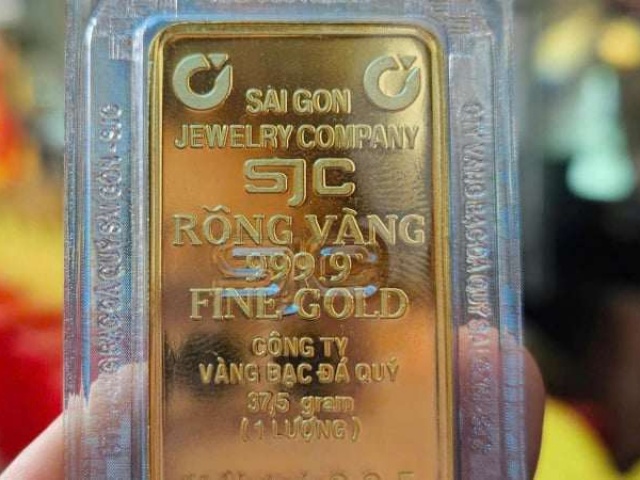 SAI GON
JEWELRY COMPANY
SJC
RỒNG VÀNG
999.9
FINE GOLD
CÔNG TY
VÀNG BẠC ĐÁ QUÝ
37,5 gram
(1 LƯỢNG)